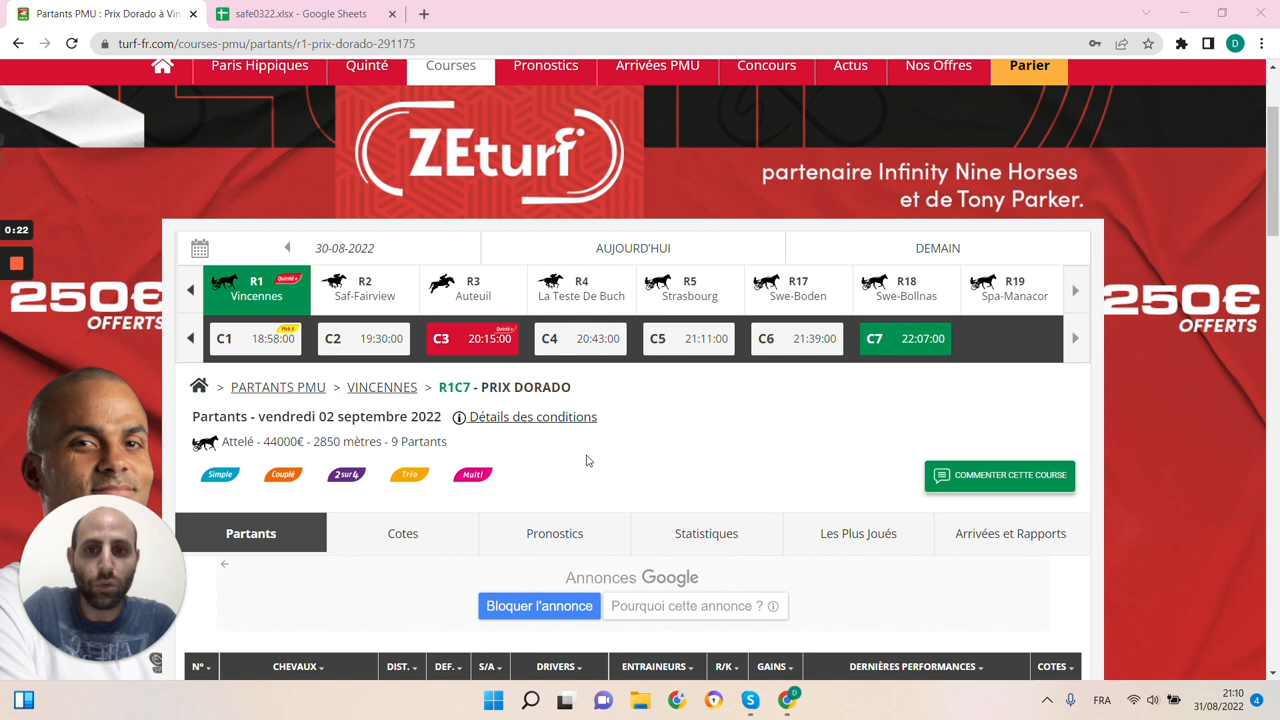 Partants PMU : Prix Dorado à Vin
safe0322.xlsx - Google Sheets
turf-fr.com/courses-pmu/partants/r1-prix-dorado-291175
D
Paris Hippiques
Quinté
Courses
Pronostics
Arrivées PMU
Concours
Actus
Nos Offres
Parier
ZEturf
partenaire Infinity Nine Horses
et de Tony Parker.
0:22
250€
OFFERTS
250€
OFFERTS
30-08-2022
AUJOURD'HUI
DEMAIN
R1 Quinté+
Vincennes
R2
Saf-Fairview
R3
Auteuil
R4
La Teste De Buch
R5
Strasbourg
R17
Swe-Boden
R18
Swe-Bollnas
R19
Spa-Manacor
C1 18:58:00 Pick 5
C2 19:30:00
C3 20:15:00 Quinté+
C4 20:43:00
C5 21:11:00
C6 21:39:00
C7 22:07:00
> PARTANTS PMU > VINCENNES > R1C7 - PRIX DORADO
Partants - vendredi 02 septembre 2022 Détails des conditions
Attelé - 44000€ - 2850 mètres - 9 Partants
Simple
Couplé
2sur4
Trio
Multi
COMMENTER CETTE COURSE
Partants
Cotes
Pronostics
Statistiques
Les Plus Joués
Arrivées et Rapports
Annonces Google
Bloquer l'annonce
Pourquoi cette annonce ?
N°
CHEVAUX
DIST.
DEF.
S/A
DRIVERS
ENTRAINEURS
R/K
GAINS
DERNIÈRES PERFORMANCES
COTES
FRA
21:10
31/08/2022
4